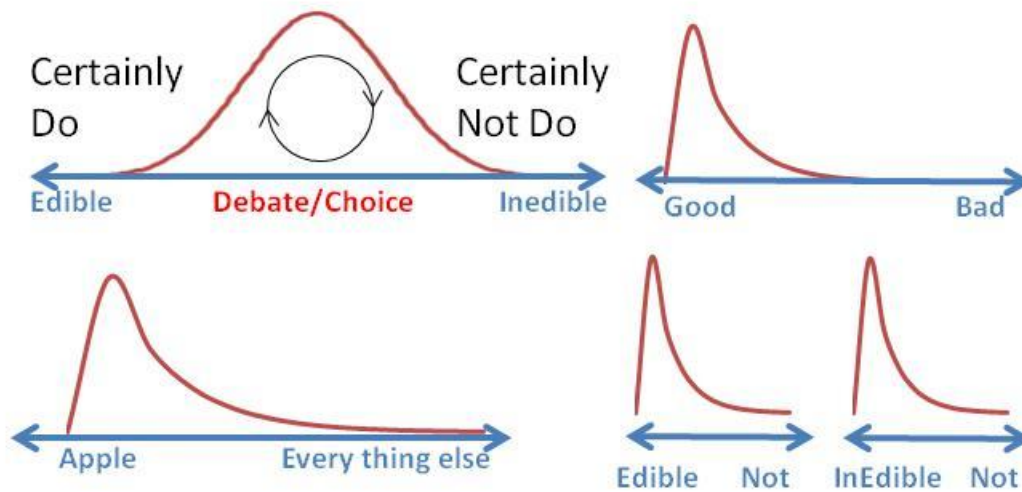 Certainly
Do
Certainly
Not Do
Edible
Debate/Choice
Inedible
Good
Bad
Apple
Every thing else
Edible
Not
InEdible
Not